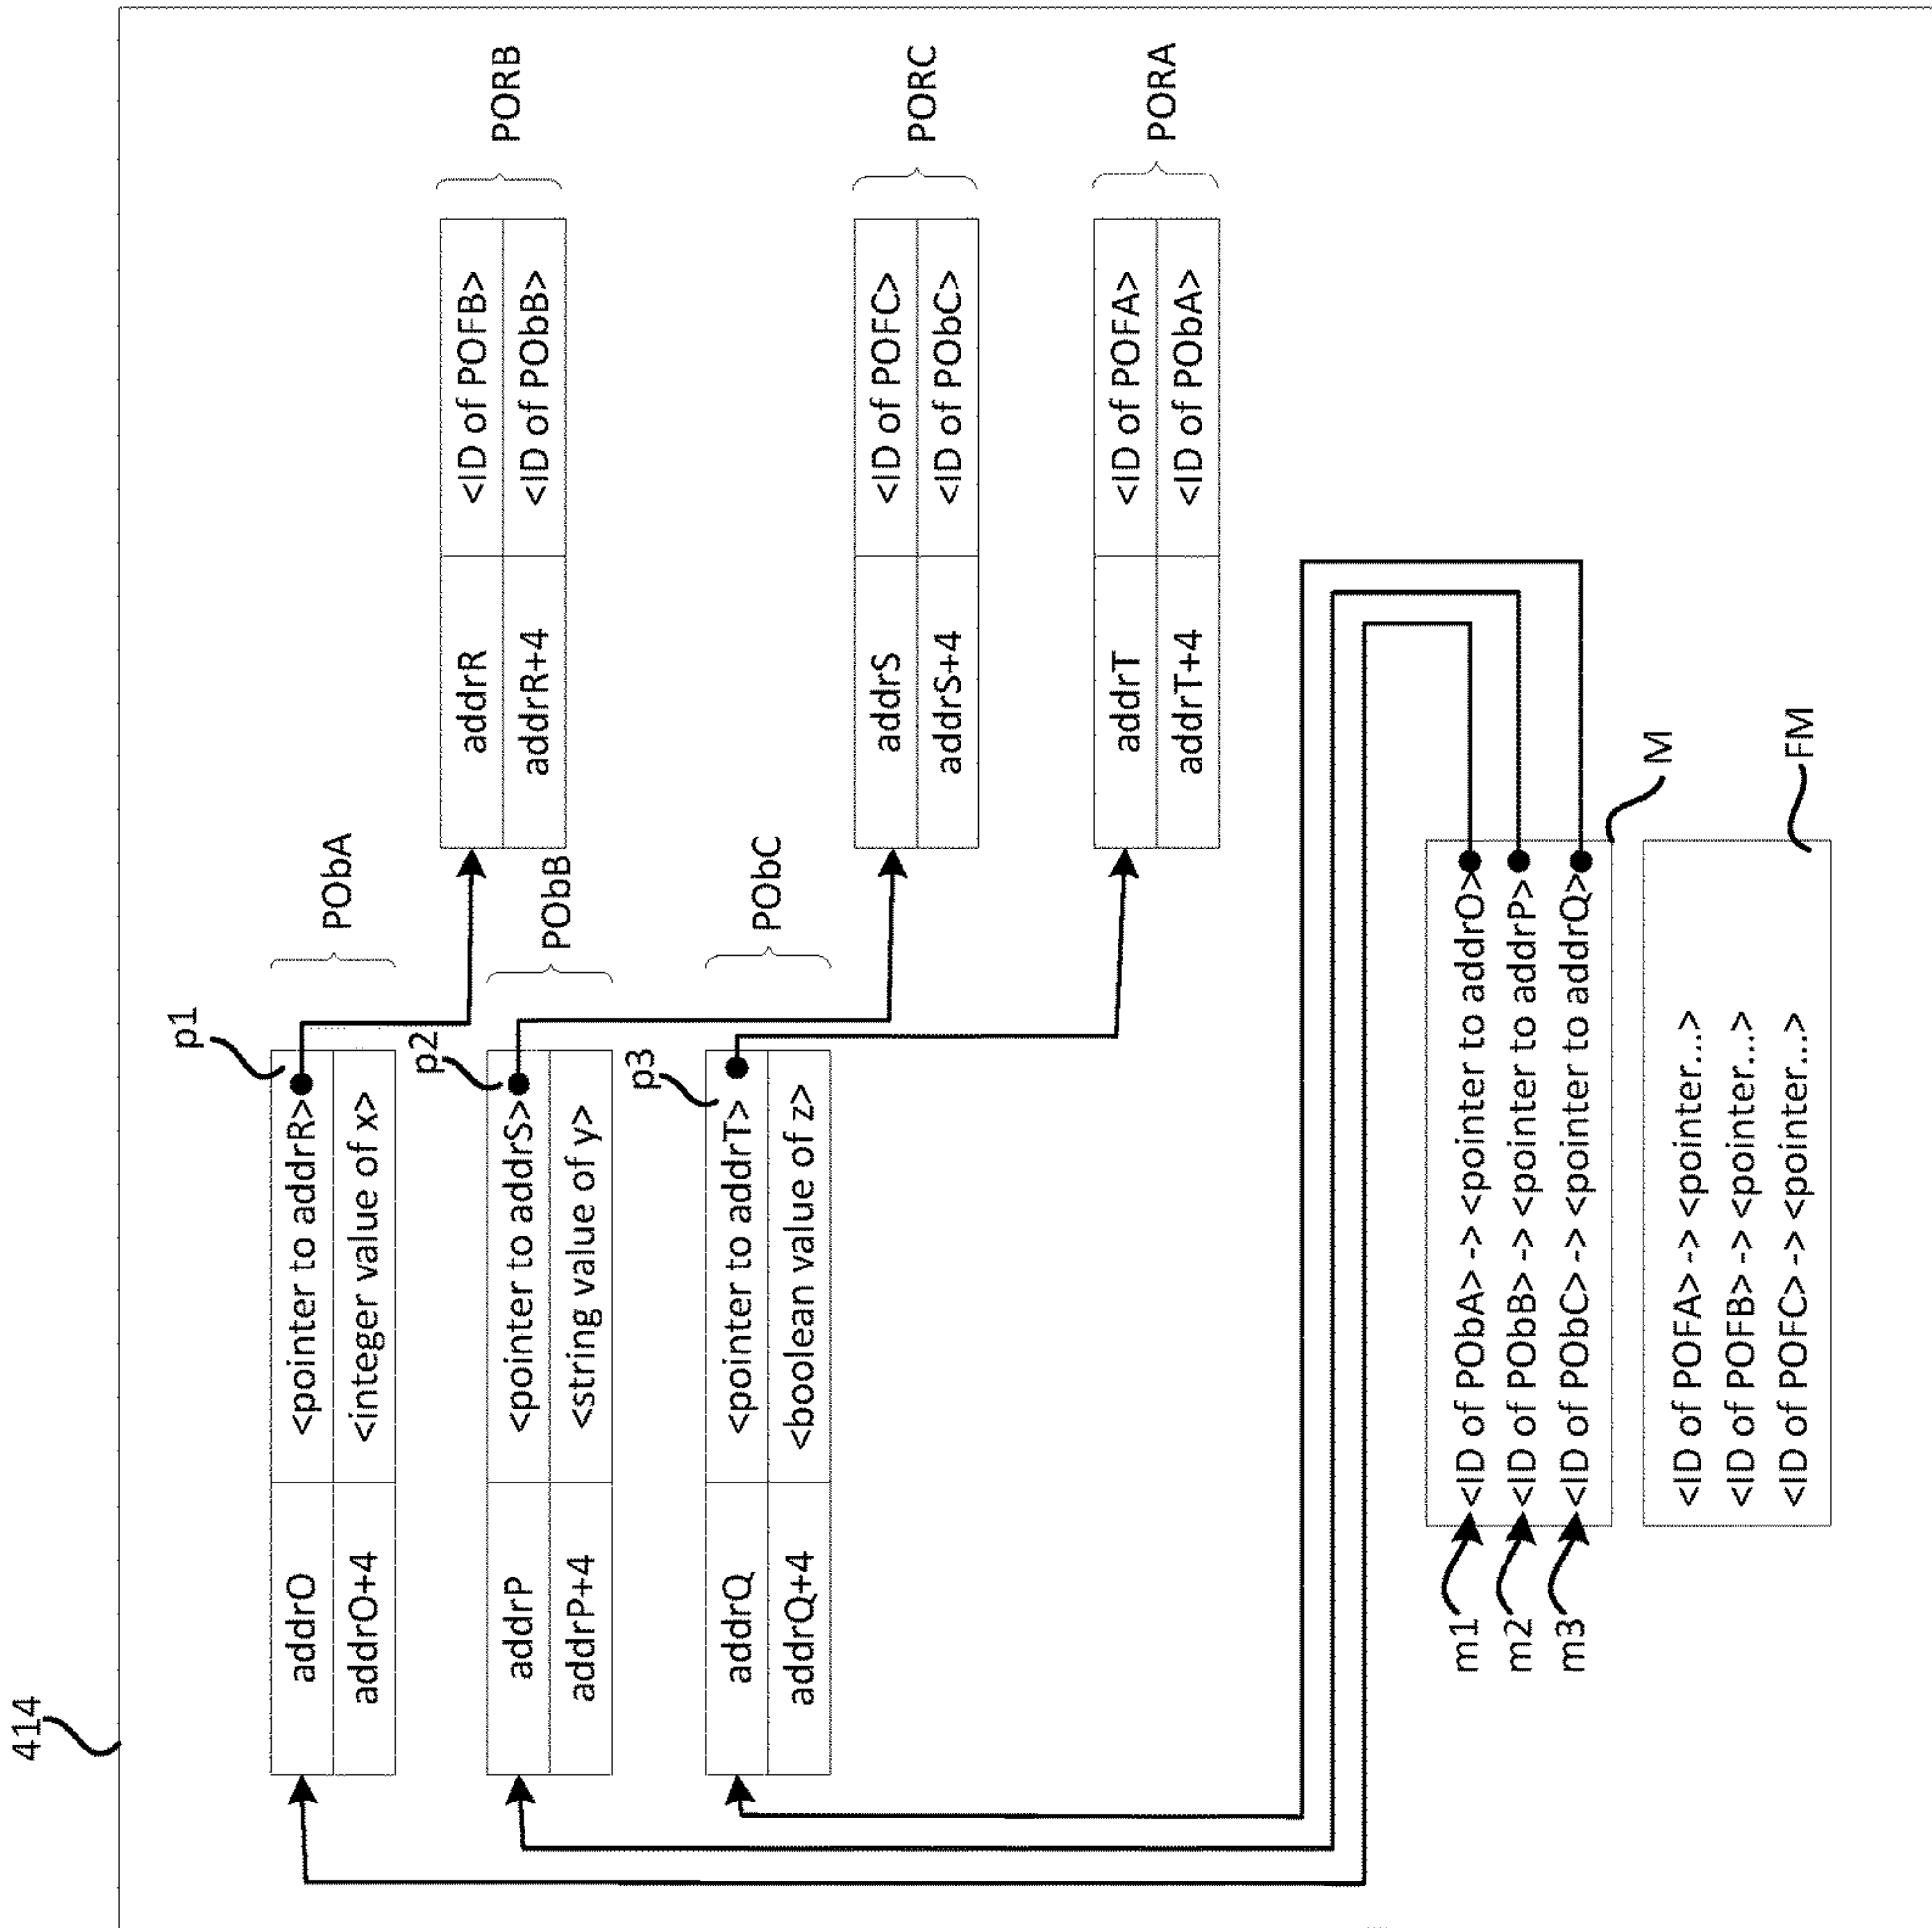 414
p1
addrO <pointer to addrR>
addrO+4 <integer value of x>
PObA
p2
addrP <pointer to addrS>
addrP+4 <string value of y>
PObB
p3
addrQ <pointer to addrT>
addrQ+4 <boolean value of z>
PObC
addrR <ID of POFB>
addrR+4 <ID of PObB>
PORB
addrS <ID of POFC>
addrS+4 <ID of PObC>
PORC
addrT <ID of POFA>
addrT+4 <ID of PObA>
PORA
m1 <ID of PObA> -> <pointer to addrO>
m2 <ID of PObB> -> <pointer to addrP>
m3 <ID of PObC> -> <pointer to addrQ>
M
<ID of POFA> -> <pointer...>
<ID of POFB> -> <pointer...>
<ID of POFC> -> <pointer...>
FM